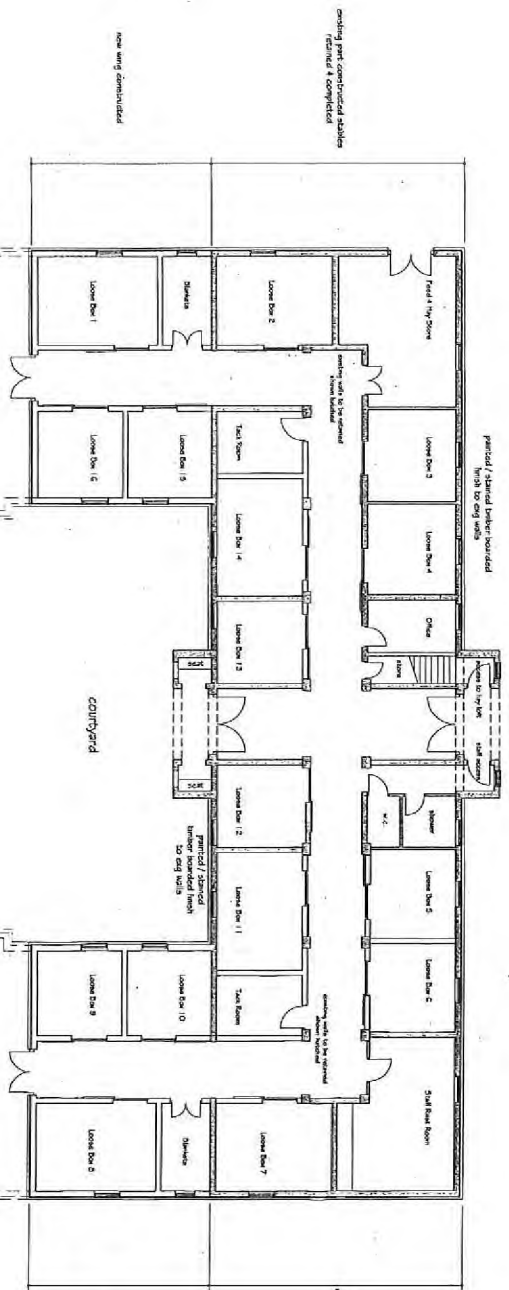 painted / stained timber boarded
finish to exg walls
access to hay loft
staff access
existing part constructed stables
retained & completed
Feed & Hay Store
Loose Box 3
Loose Box 4
Office
store
shower
w.c.
Loose Box 5
Loose Box 6
Staff Rest Room
existing walls to be retained
shown hatched
existing walls to be retained
shown hatched
Loose Box 2
Tack Room
Loose Box 14
Loose Box 13
Loose Box 12
Loose Box 11
Tack Room
Loose Box 7
new wing constructed
Blankets
Loose Box 15
painted / stained
timber boarded finish
to exg walls
Loose Box 10
Blankets
Loose Box 1
Loose Box 16
courtyard
Loose Box 9
Loose Box 8